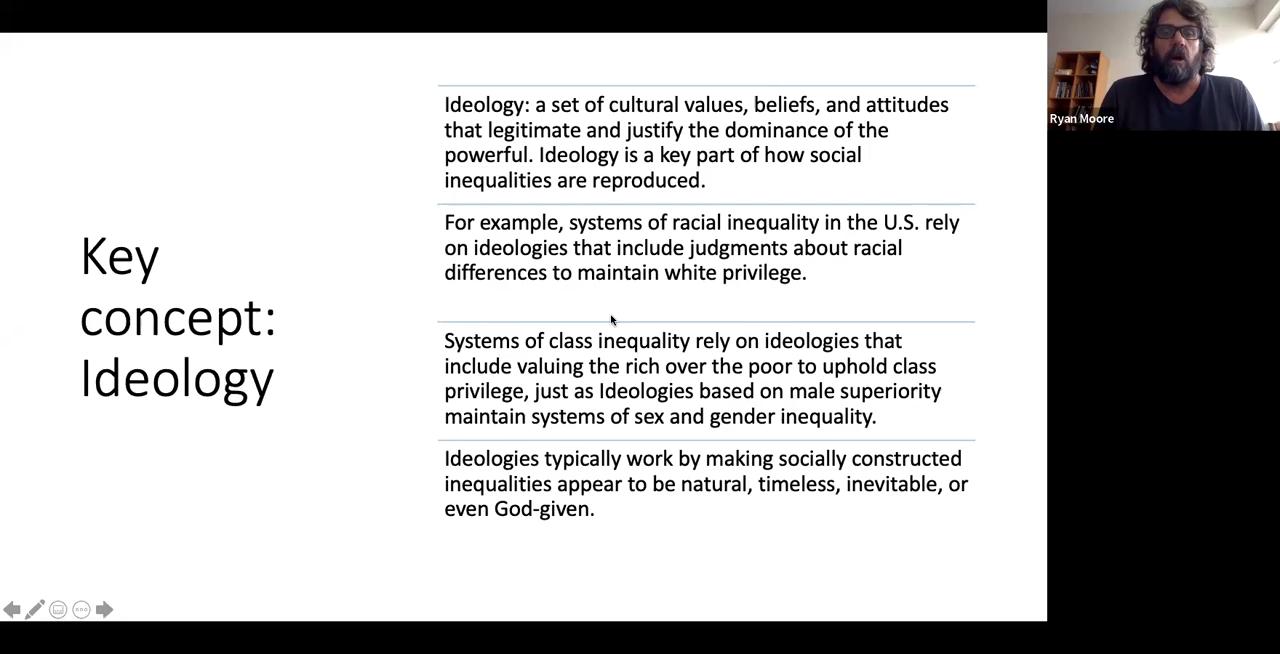 Key
concept:
Ideology
Ideology: a set of cultural values, beliefs, and attitudes
that legitimate and justify the dominance of the
powerful. Ideology is a key part of how social
inequalities are reproduced.
For example, systems of racial inequality in the U.S. rely
on ideologies that include judgments about racial
differences to maintain white privilege.
Systems of class inequality rely on ideologies that
include valuing the rich over the poor to uphold class
privilege, just as Ideologies based on male superiority
maintain systems of sex and gender inequality.
Ideologies typically work by making socially constructed
inequalities appear to be natural, timeless, inevitable, or
even God-given.
Ryan Moore